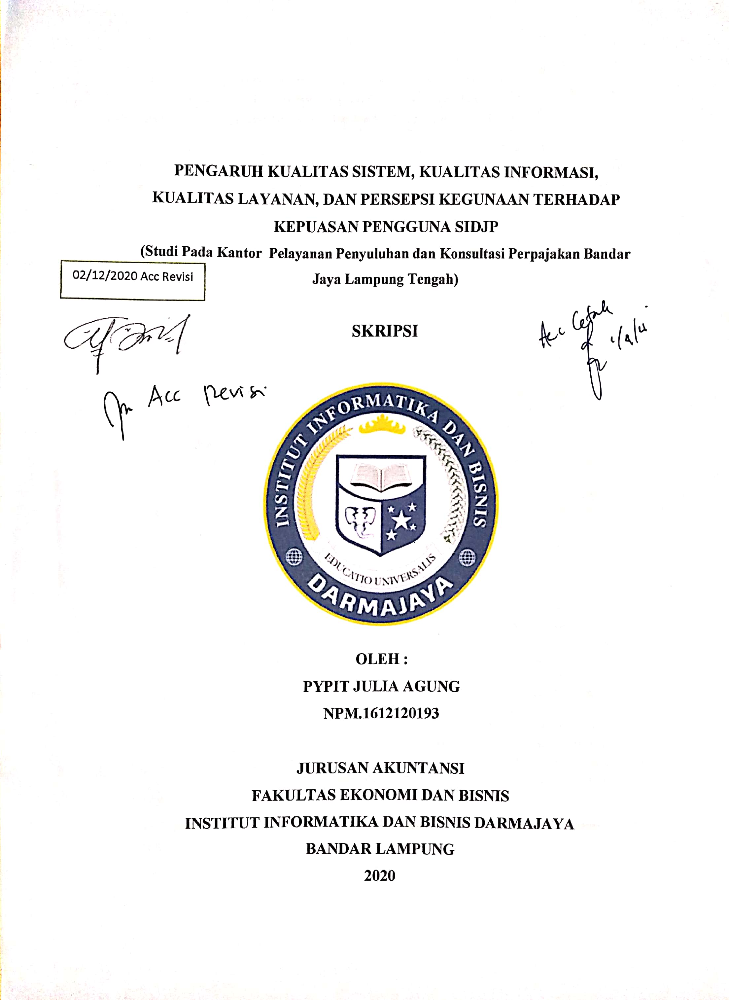 PENGARUH KUALITAS SISTEM, KUALITAS INFORMASI,
KUALITAS LAYANAN, DAN PERSEPSI KEGUNAAN TERHADAP
KEPUASAN PENGGUNA SIDJP
(Studi Pada Kantor Pelayanan Penyuluhan dan Konsultasi Perpajakan Bandar
Jaya Lampung Tengah)
02/12/2020 Acc Revisi
SKRIPSI
Acc Cetak
Acc Revisi
INSTITUT INFORMATIKA DAN BISNIS
EDUCATIO UNIVERSALIS
DARMAJAYA
OLEH :
PYPIT JULIA AGUNG
NPM.1612120193
JURUSAN AKUNTANSI
FAKULTAS EKONOMI DAN BISNIS
INSTITUT INFORMATIKA DAN BISNIS DARMAJAYA
BANDAR LAMPUNG
2020